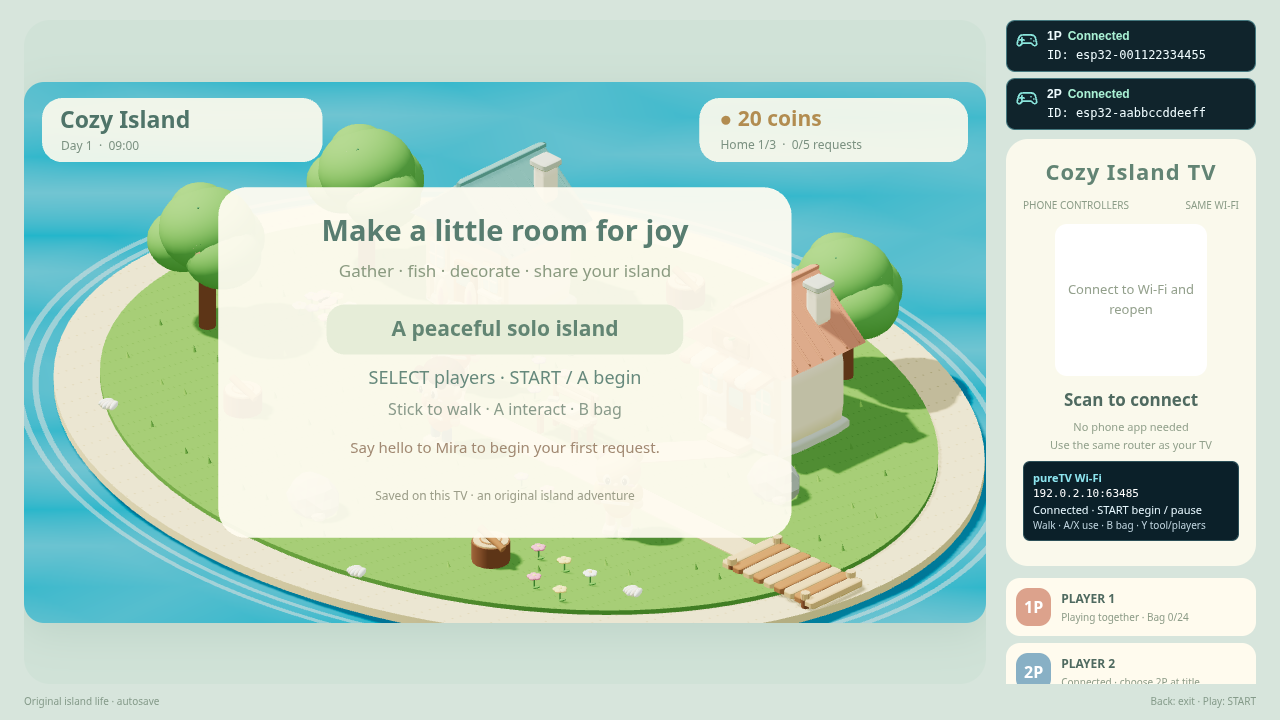 Cozy Island
Day 1 · 09:00
20 coins
Home 1/3 · 0/5 requests
Make a little room for joy
Gather · fish · decorate · share your island
A peaceful solo island
SELECT players · START / A begin
Stick to walk · A interact · B bag
Say hello to Mira to begin your first request.
Saved on this TV · an original island adventure
1P Connected
ID: esp32-001122334455
2P Connected
ID: esp32-aabbccddeeff
Cozy Island TV
PHONE CONTROLLERS SAME WI-FI
Connect to Wi-Fi and
reopen
Scan to connect
No phone app needed
Use the same router as your TV
pureTV Wi-Fi
192.0.2.10:63485
Connected · START begin / pause
Walk · A/X use · B bag · Y tool/players
1P
PLAYER 1
Playing together · Bag 0/24
2P
PLAYER 2
Connected · choose 2P at title
Original island life · autosave
Back: exit · Play: START